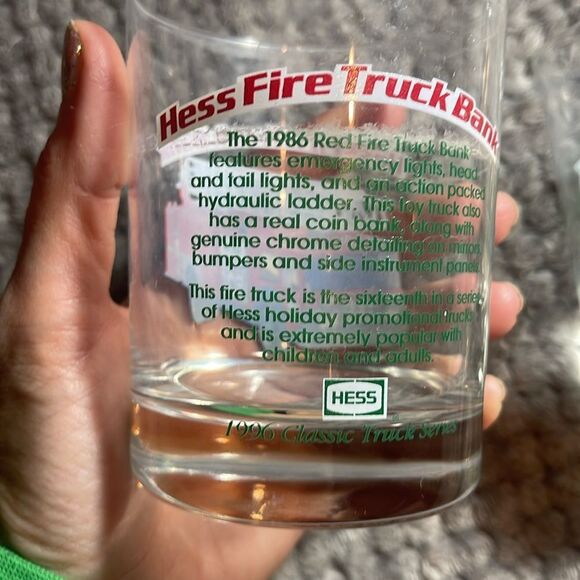 Hess Fire Truck Bank
The 1986 Red Fire Truck Bank
features emergency lights, head
and tail lights, and an action packed
hydraulic ladder. This toy truck also
has a real coin bank, along with
genuine chrome detailing on mirrors,
bumpers and side instrument panels.
This fire truck is the sixteenth in a series
of Hess holiday promotional trucks
and is extremely popular with
children and adults.
HESS
1996 Classic Truck Series